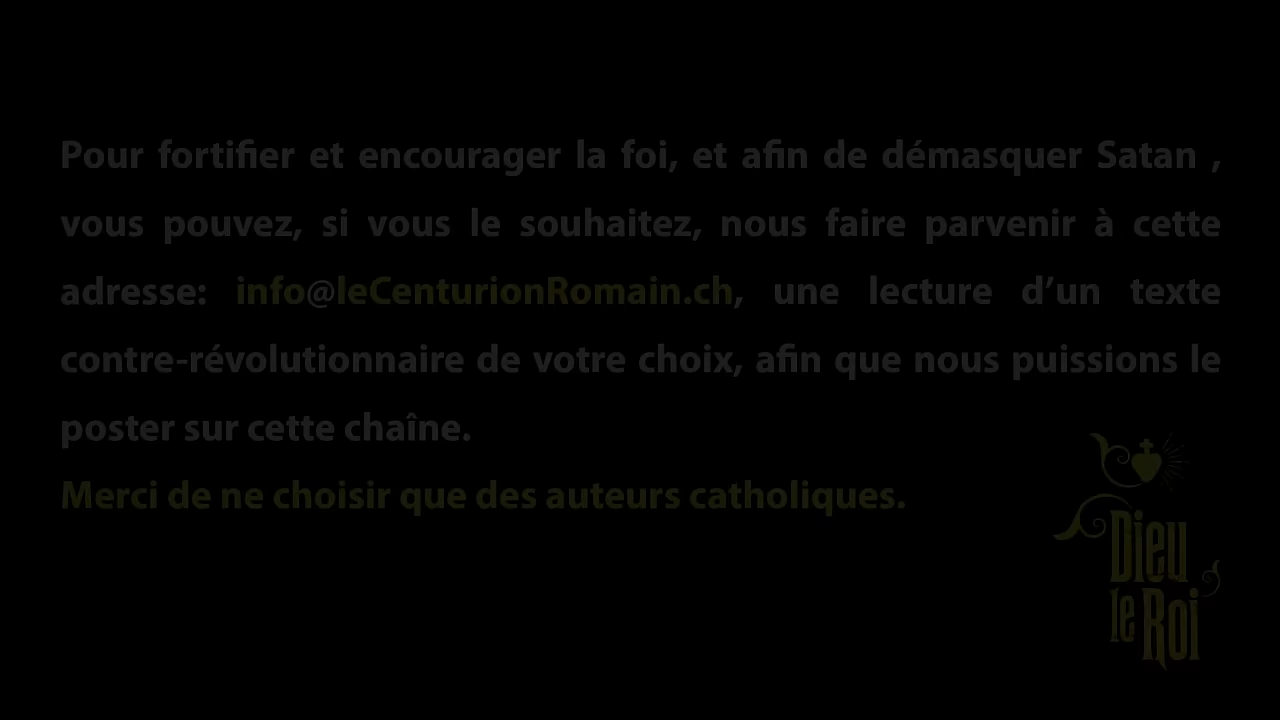 Pour fortifier et encourager la foi, et afin de démasquer Satan ,
vous pouvez, si vous le souhaitez, nous faire parvenir à cette
adresse: info@leCenturionRomain.ch, une lecture d’un texte
contre-révolutionnaire de votre choix, afin que nous puissions le
poster sur cette chaîne.
Merci de ne choisir que des auteurs catholiques.
Dieu
le Roi